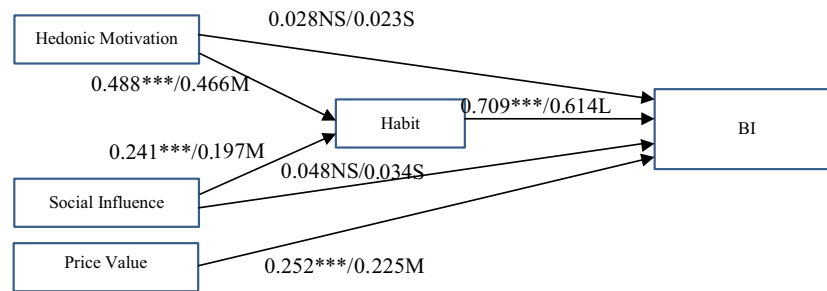 0.028NS/0.023S
Hedonic Motivation
0.488***/0.466M
0.709***/0.614L
Habit
BI
0.241***/0.197M
0.048NS/0.034S
Social Influence
Price Value
0.252***/0.225M